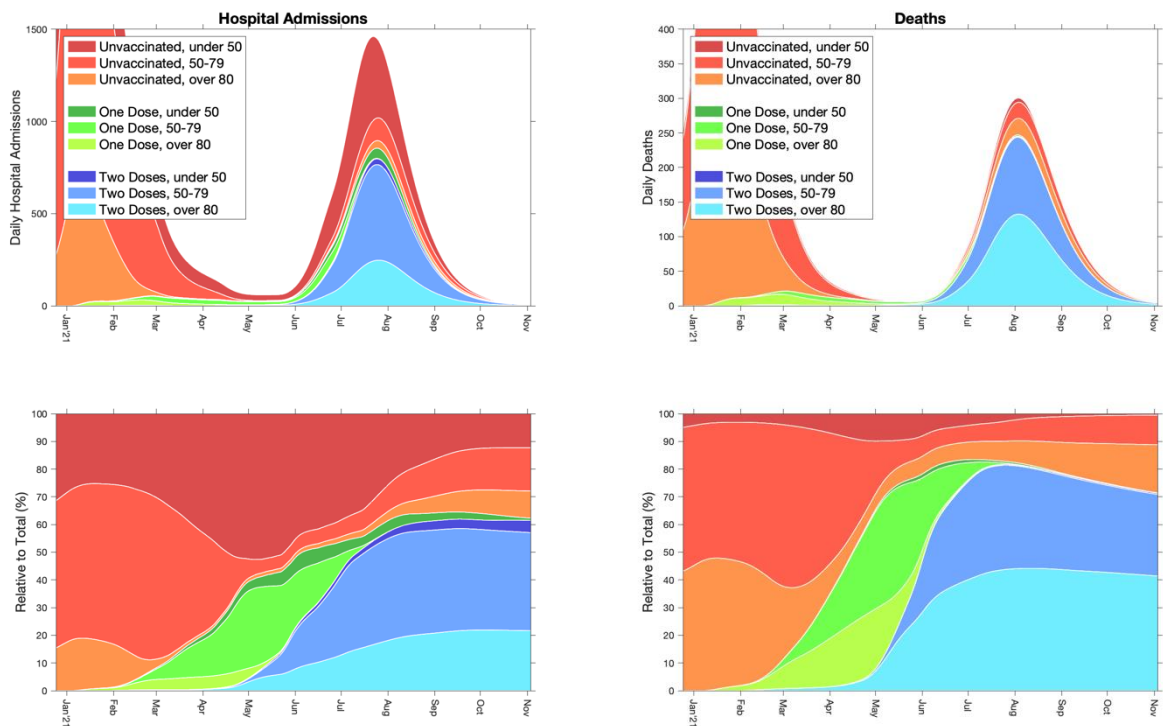 Hospital Admissions
1500
1000
500
0
Daily Hospital Admissions
Unvaccinated, under 50
Unvaccinated, 50-79
Unvaccinated, over 80
One Dose, under 50
One Dose, 50-79
One Dose, over 80
Two Doses, under 50
Two Doses, 50-79
Two Doses, over 80
Jan'21
Feb
Mar
Apr
May
Jun
Jul
Aug
Sep
Oct
Nov
Deaths
400
350
300
250
200
150
100
50
0
Daily Deaths
Unvaccinated, under 50
Unvaccinated, 50-79
Unvaccinated, over 80
One Dose, under 50
One Dose, 50-79
One Dose, over 80
Two Doses, under 50
Two Doses, 50-79
Two Doses, over 80
Jan'21
Feb
Mar
Apr
May
Jun
Jul
Aug
Sep
Oct
Nov
100
90
80
70
60
50
40
30
20
10
0
Relative to Total (%)
Jan'21
Feb
Mar
Apr
May
Jun
Jul
Aug
Sep
Oct
Nov
100
90
80
70
60
50
40
30
20
10
0
Relative to Total (%)
Jan'21
Feb
Mar
Apr
May
Jun
Jul
Aug
Sep
Oct
Nov